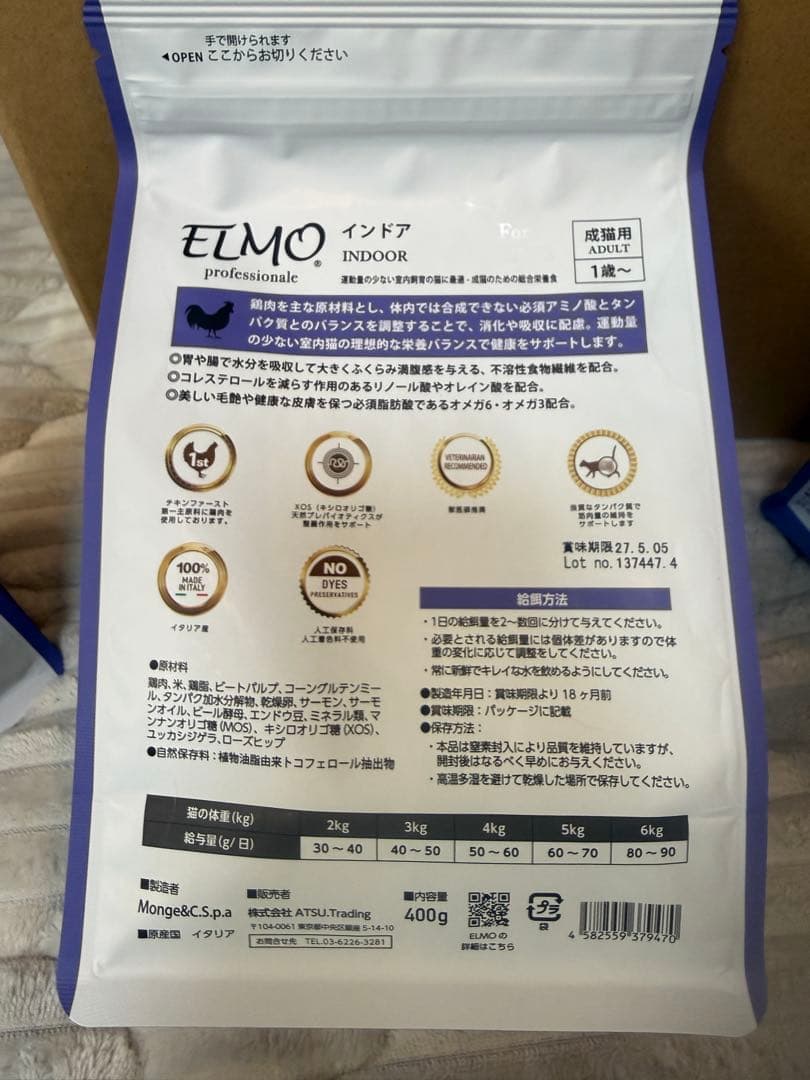 手で開けられます
◀OPEN ここからお切りください
ELMO®
professionale
インドア
INDOOR
For
成猫用
ADULT
1歳～
運動量の少ない室内飼育の猫に最適・成猫のための総合栄養食
鶏肉を主な原材料とし、体内では合成できない必須アミノ酸とタン
パク質とのバランスを調整することで、消化や吸収に配慮。運動量
の少ない室内猫の理想的な栄養バランスで健康をサポートします。
◎胃や腸で水分を吸収して大きくふくらみ満腹感を与える、不溶性食物繊維を配合。
◎コレステロールを減らす作用のあるリノール酸やオレイン酸を配合。
◎美しい毛艶や健康な皮膚を保つ必須脂肪酸であるオメガ6・オメガ3配合。
1st
チキンファースト
第一主原料に鶏肉を
使用しております。
XOS（キシロオリゴ糖）
天然プレバイオティクスが
整腸作用をサポート
VETERINARIAN
RECOMMENDED
獣医師推薦
良質なタンパク質で
筋肉量の維持を
サポートします
100%
MADE
IN ITALY
イタリア産
NO
DYES
PRESERVATIVES
人工保存料
人工着色料不使用
賞味期限27.5.05
Lot no.137447.4
給餌方法
・1日の給餌量を2～数回に分けて与えてください。
・必要とされる給餌量には個体差がありますので体
重の変化に応じて調整をしてください。
・常に新鮮でキレイな水を飲めるようにしてください。
●製造年月日：賞味期限より18ヶ月前
●賞味期限：パッケージに記載
●保存方法：
・本品は窒素封入により品質を維持していますが、
開封後はなるべく早めにお与えください。
・高温多湿を避けて乾燥した場所で保存してください。
●原材料
鶏肉、米、鶏脂、ビートパルプ、コーングルテンミー
ル、タンパク加水分解物、乾燥卵、サーモン、サーモ
ンオイル、ビール酵母、エンドウ豆、ミネラル類、マ
ンナンオリゴ糖（MOS）、キシロオリゴ糖（XOS）、
ユッカシジゲラ、ローズヒップ
●自然保存料：植物油脂由来トコフェロール抽出物
猫の体重(kg) 2kg 3kg 4kg 5kg 6kg
給与量(g/日) 30～40 40～50 50～60 60～70 80～90
■製造者
Monge&C.S.p.a
■原産国 イタリア
■販売者
株式会社 ATSU.Trading
〒104-0061 東京都中央区銀座 5-14-10
お問合せ先 TEL.03-6226-3281
■内容量
400g
ELMOの
詳細はこちら
プラ
袋
4 582559 379470